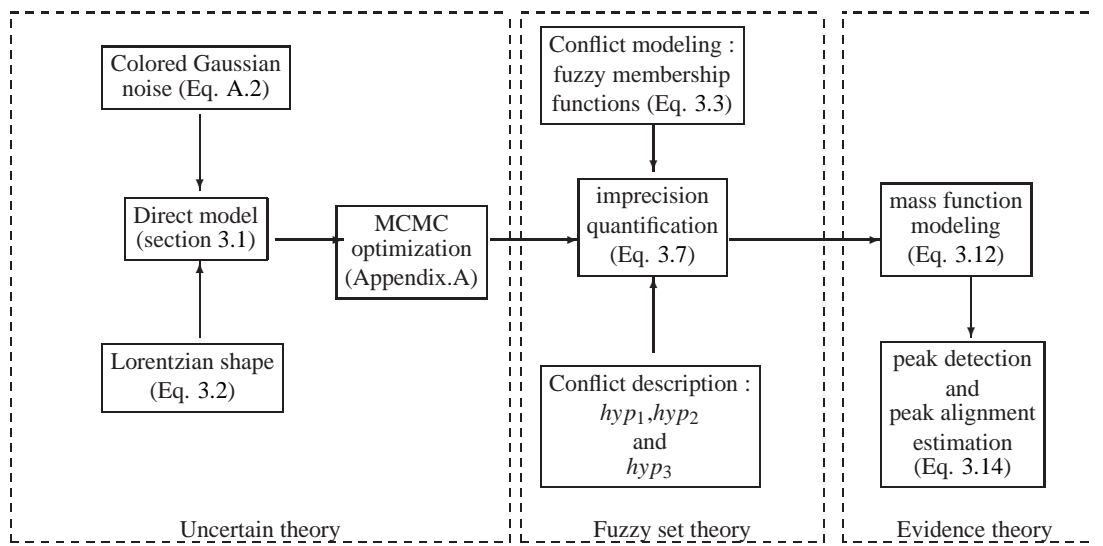 Colored Gaussian
noise (Eq. A.2)
Direct model
(section 3.1)
Lorentzian shape
(Eq. 3.2)
MCMC
optimization
(Appendix.A)
Uncertain theory
Conflict modeling :
fuzzy membership
functions (Eq. 3.3)
imprecision
quantification
(Eq. 3.7)
Conflict description :
hyp1,hyp2
and
hyp3
Fuzzy set theory
mass function
modeling
(Eq. 3.12)
peak detection
and
peak alignment
estimation
(Eq. 3.14)
Evidence theory